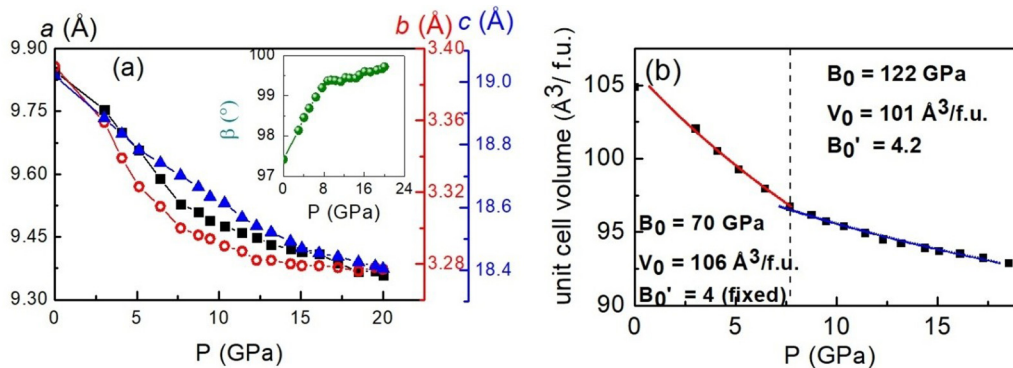 a (Å)
b (Å)
c (Å)
9.90
9.75
9.60
9.45
9.30
(a)
3.40
3.36
3.32
3.28
19.0
18.8
18.6
18.4
0
5
10
15
20
P (GPa)
β(°)
100
99
98
97
0
8
16
24
P (GPa)
(b)
unit cell volume (Å3/ f.u.)
105
100
95
90
B0 = 122 GPa
V0 = 101 Å3/f.u.
B0' = 4.2
B0 = 70 GPa
V0 = 106 Å3/f.u.
B0' = 4 (fixed)
0
5
10
15
P (GPa)